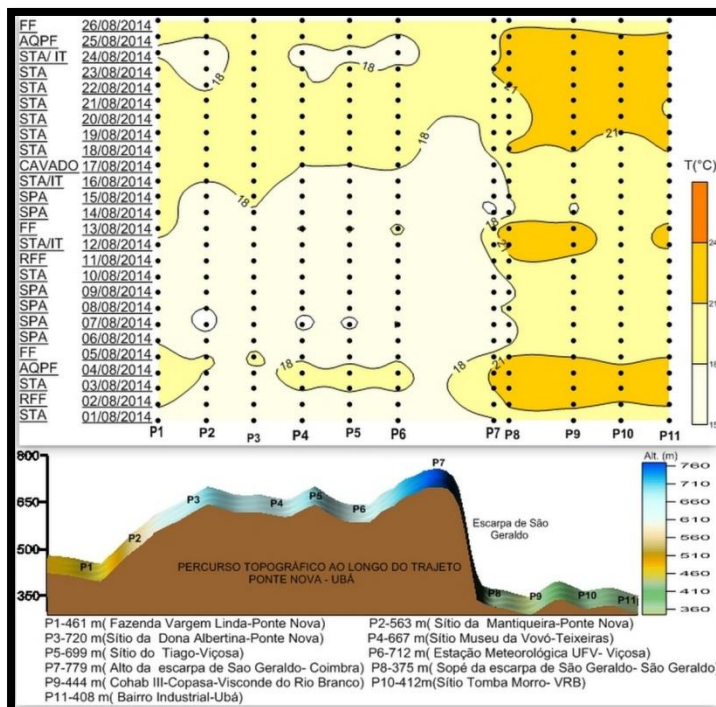 FF 26/08/2014
AQPF 25/08/2014
STA/ IT 24/08/2014
STA 23/08/2014
STA 22/08/2014
STA 21/08/2014
STA 20/08/2014
STA 19/08/2014
STA 18/08/2014
CAVADO 17/08/2014
STA/IT 16/08/2014
SPA 15/08/2014
SPA 14/08/2014
FF 13/08/2014
STA/IT 12/08/2014
RFF 11/08/2014
STA 10/08/2014
SPA 09/08/2014
SPA 08/08/2014
SPA 07/08/2014
SPA 06/08/2014
FF 05/08/2014
AQPF 04/08/2014
STA 03/08/2014
RFF 02/08/2014
STA 01/08/2014
18
18
18
18
18
18
18
21
21
21
21
T(°C)
24
21
P1 P2 P3 P4 P5 P6 P7 P8 P9 P10 P11
800
650
500
350
P1 P2 P3 P4 P5 P6 P7 P8 P9 P10 P11
Escarpa de São
Geraldo
PERCURSO TOPOGRÁFICO AO LONGO DO TRAJETO
PONTE NOVA - UBÁ
Alt. (m)
760
710
660
610
560
510
460
410
360
P1-461 m( Fazenda Vargem Linda-Ponte Nova)
P2-563 m( Sítio da Mantiqueira-Ponte Nova)
P3-720 m(Sítio da Dona Albertina-Ponte Nova)
P4-667 m(Sítio Museu da Vovó-Teixeiras)
P5-699 m(Sítio do Tiago-Viçosa)
P6-712 m( Estação Meteorológica UFV- Viçosa)
P7-779 m( Alto da escarpa de Sao Geraldo- Coimbra)
P8-375 m( Sopé da escarpa de São Geraldo- São Geraldo)
P9-444 m( Cohab III-Copasa-Visconde do Rio Branco)
P10-412m(Sítio Tomba Morro- VRB)
P11-408 m( Bairro Industrial-Ubá)